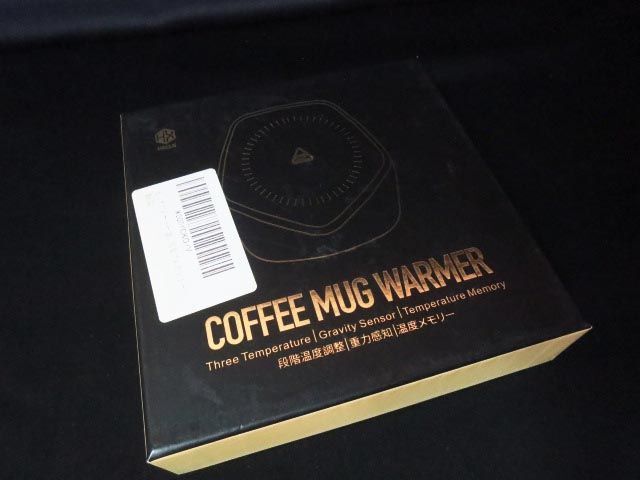 COFFEE MUG WARMER
Three Temperature | Gravity Sensor | Temperature Memory
段階温度調整|重力感知|温度メモリー